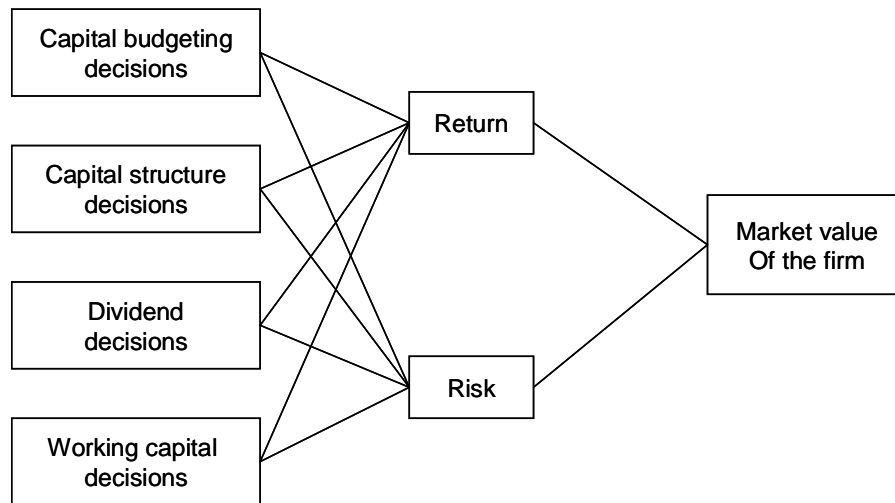 Capital budgeting
decisions
Capital structure
decisions
Dividend
decisions
Working capital
decisions
Return
Risk
Market value
Of the firm